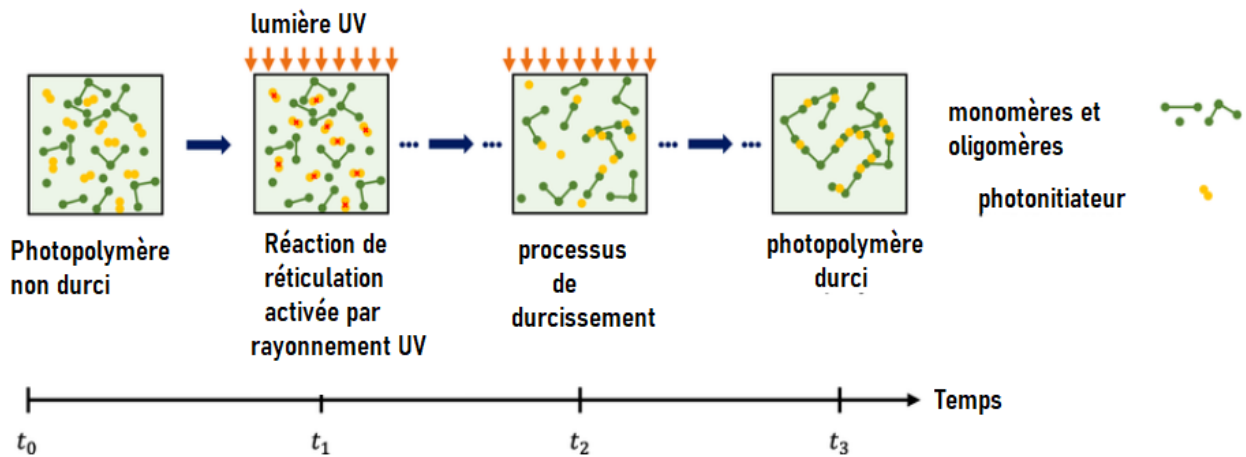 lumière UV
Photopolymère
non durci
Réaction de
réticulation
activée par
rayonnement UV
processus
de
durcissement
photopolymère
durci
monomères et
oligomères
photonitiateur
Temps
t0
t1
t2
t3